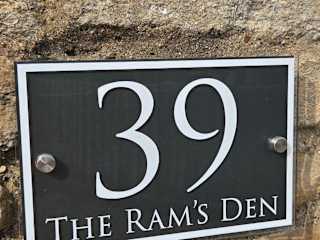 39
The Ram's Den